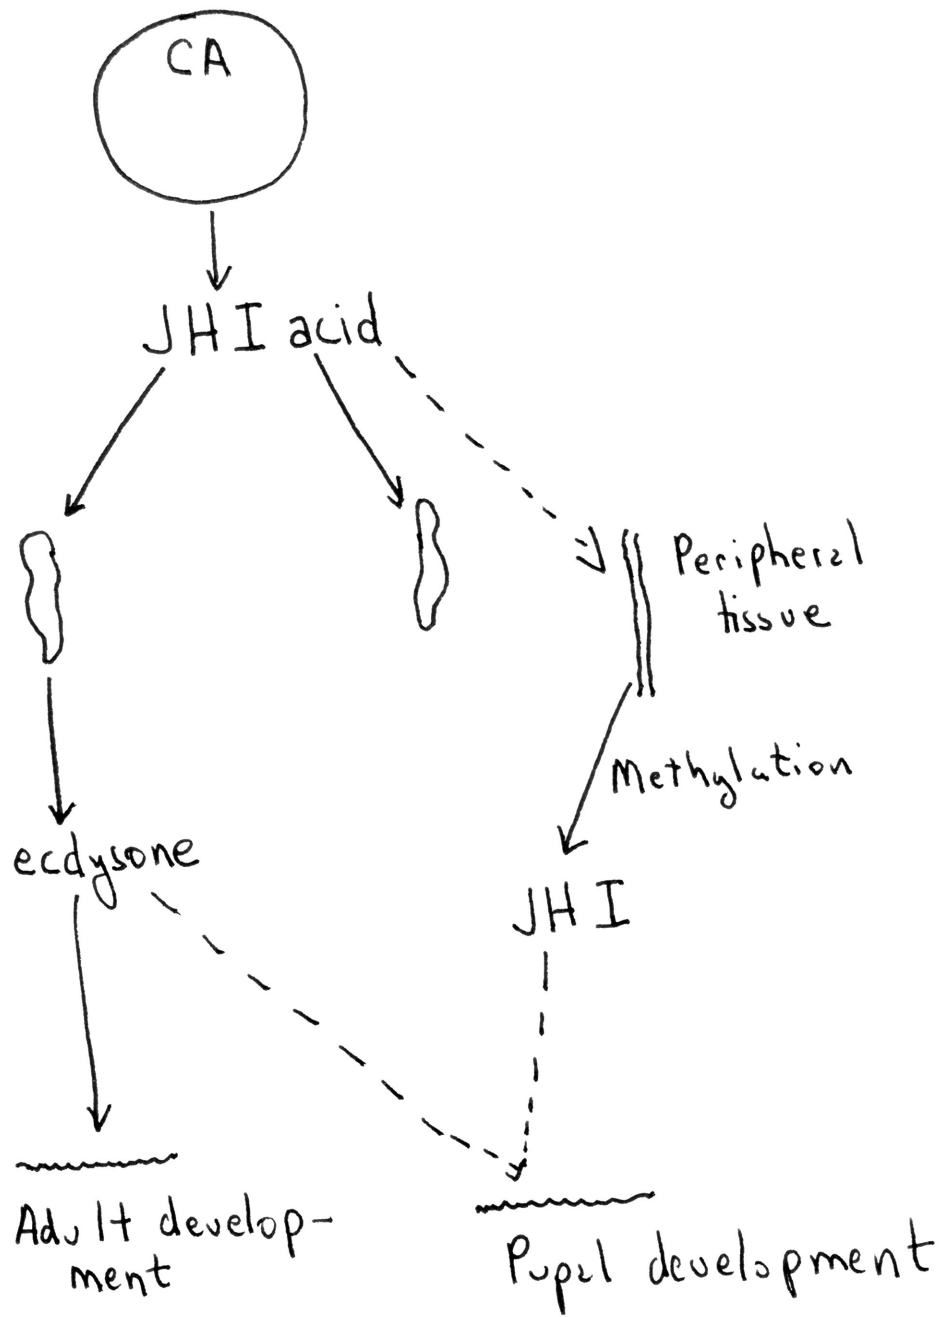 CA
JH I acid
Peripheral
tissue
Methylation
ecdysone
JH I
Adult develop-
ment
Pupal development